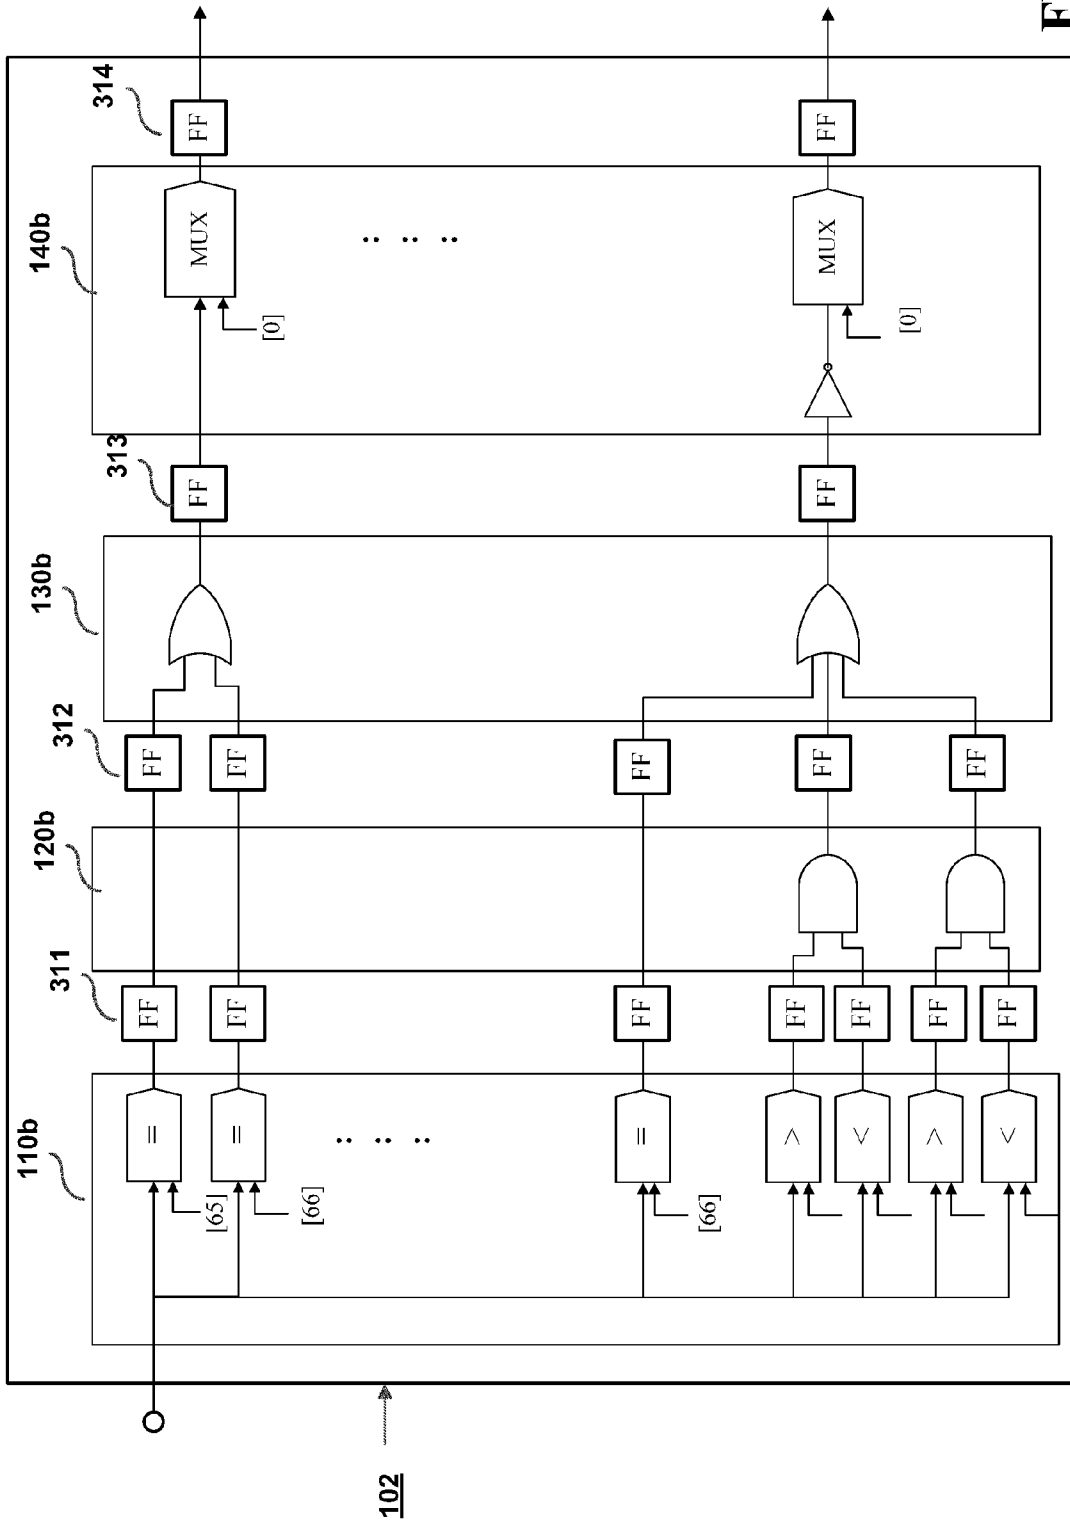 110b
311
120b
312
130b
313
140b
314
=
FF
FF
FF
MUX
FF
[65]
=
FF
FF
[0]
[66]
102
=
FF
FF
[66]
>
FF
FF
FF
MUX
FF
<
FF
[0]
>
FF
FF
<
FF
F